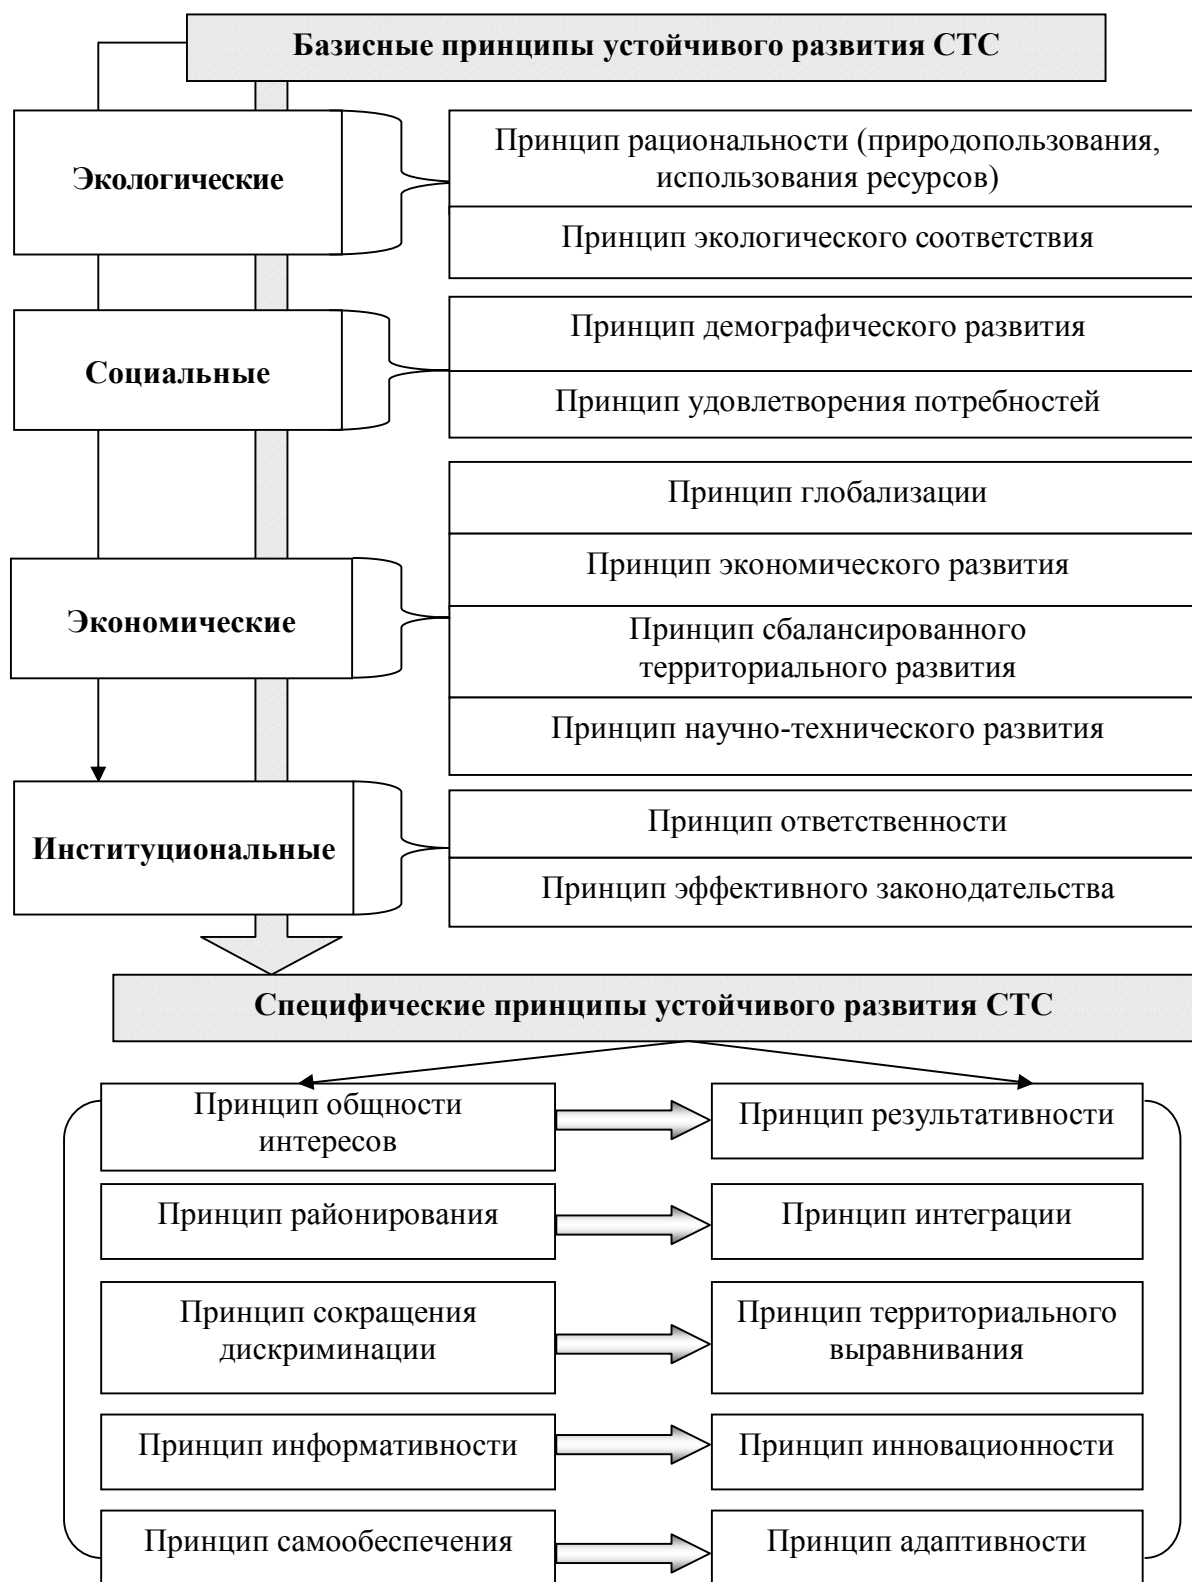 Базисные принципы устойчивого развития СТС
Экологические
Принцип рациональности (природопользования,
использования ресурсов)
Принцип экологического соответствия
Социальные
Принцип демографического развития
Принцип удовлетворения потребностей
Экономические
Принцип глобализации
Принцип экономического развития
Принцип сбалансированного
территориального развития
Принцип научно-технического развития
Институциональные
Принцип ответственности
Принцип эффективного законодательства
Специфические принципы устойчивого развития СТС
Принцип общности
интересов
Принцип результативности
Принцип районирования
Принцип интеграции
Принцип сокращения
дискриминации
Принцип территориального
выравнивания
Принцип информативности
Принцип инновационности
Принцип самообеспечения
Принцип адаптивности